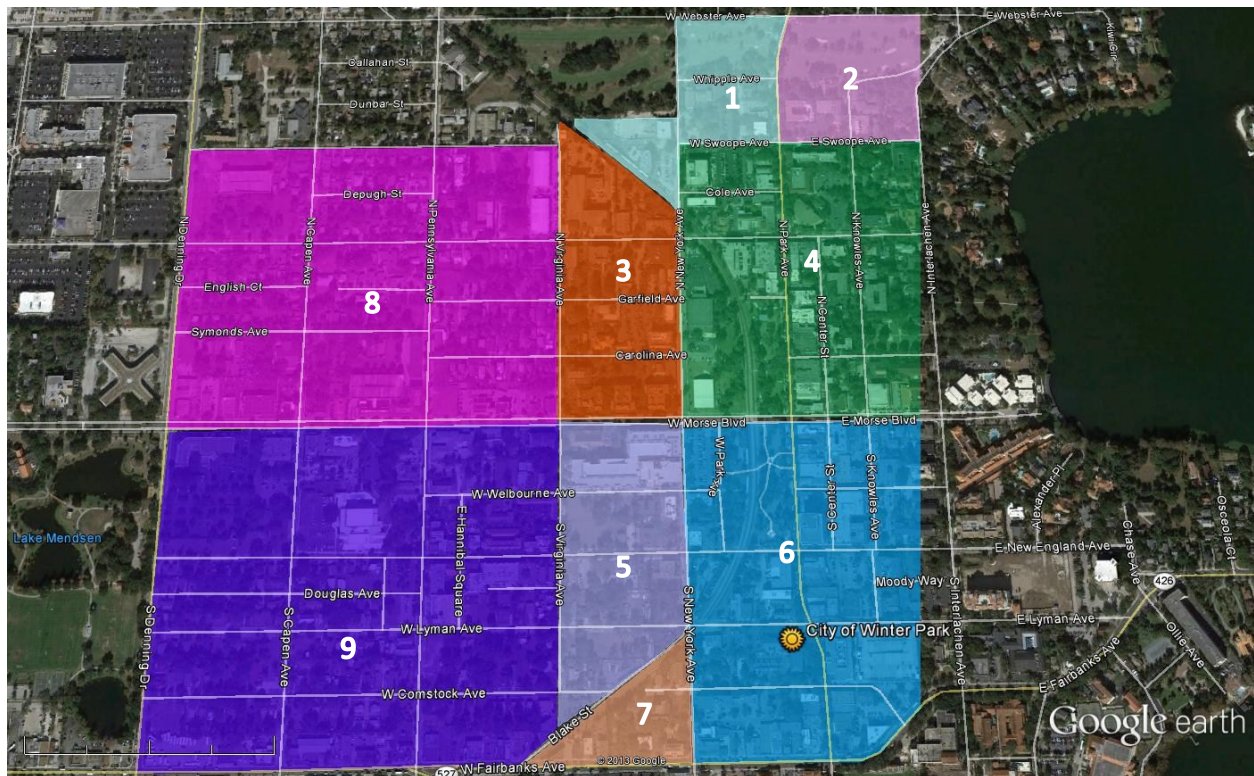 W Webster Ave
E Webster Ave
Kiwi Cir
Callahan St
Whipple Ave
1
2
Dunbar St
W Swoope Ave
E Swoope Ave
Depugh St
Cole Ave
N Denning Dr
N Capen Ave
N Pennsylvania Ave
N Virginia Ave
N New York Ave
N Park Ave
N Knowles Ave
N Interlachen Ave
3
4
English Ct
8
Garfield Ave
N Center St
Symonds Ave
Carolina Ave
W Morse Blvd
E Morse Blvd
W Park Ave
S Center St
S Knowles Ave
Alexander Pl
W Welbourne Ave
E Hannibal Square
S Virginia Ave
Chase Ave
Osceola Ct
Lake Mendsen
E New England Ave
5
6
426
Moody Way
Douglas Ave
S Denning Dr
S Capen Ave
S New York Ave
S Interlachen Ave
W Lyman Ave
City of Winter Park
E Lyman Ave
Ollie Ave
9
E Fairbanks Ave
W Comstock Ave
7
Blake St
Google earth
© 2013 Google
527
W Fairbanks Ave